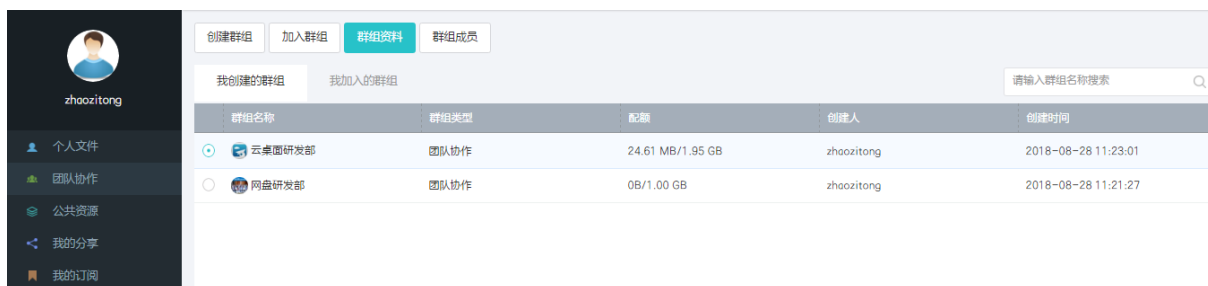 创建群组 加入群组 群组资料 群组成员
我创建的群组 我加入的群组 请输入群组名称搜索
zhaozitong
群组名称 群组类型 配额 创建人 创建时间
个人文件
云桌面研发部 团队协作 24.61 MB/1.95 GB zhaozitong 2018-08-28 11:23:01
团队协作
网盘研发部 团队协作 0B/1.00 GB zhaozitong 2018-08-28 11:21:27
公共资源
我的分享
我的订阅